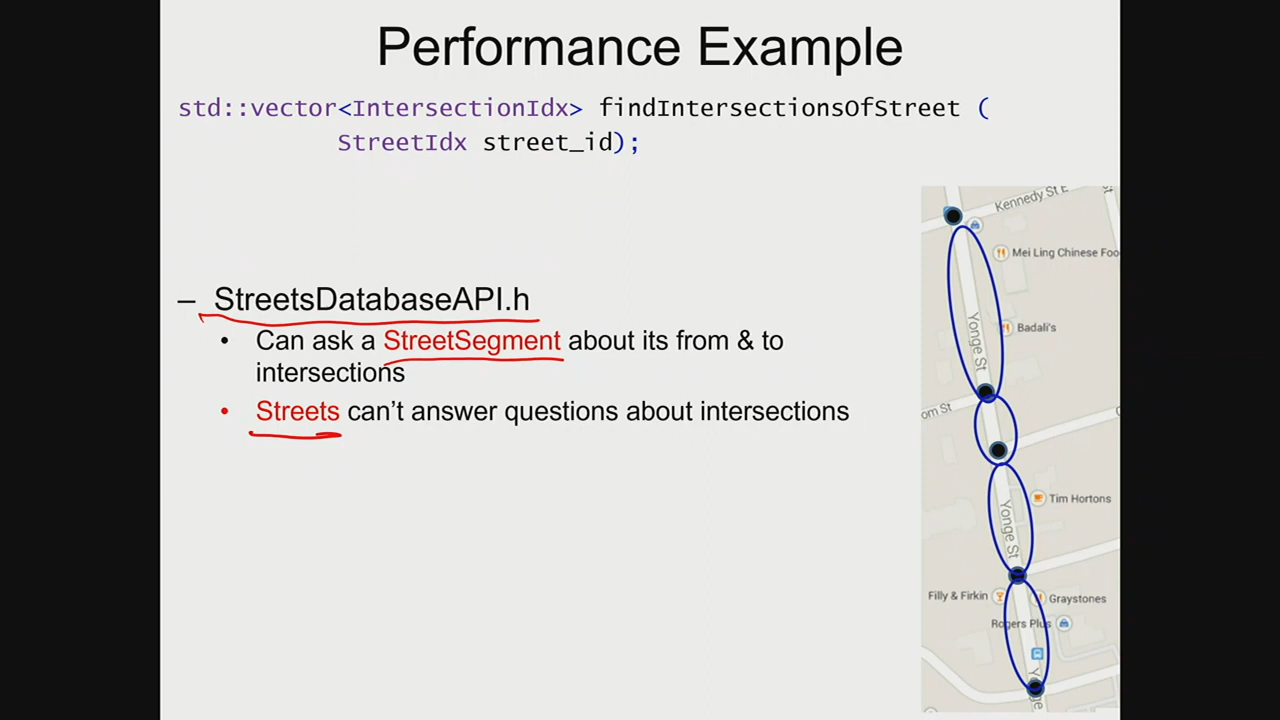 Performance Example
std::vector<IntersectionIdx> findIntersectionsOfStreet (
StreetIdx street_id);
– StreetsDatabaseAPI.h
• Can ask a StreetSegment about its from & to
intersections
• Streets can’t answer questions about intersections
Kennedy St E
Mei Ling Chinese Foo
Badali's
Yonge St
om St
Tim Hortons
Yonge St
Filly & Firkin
Graystones
Rogers Plus